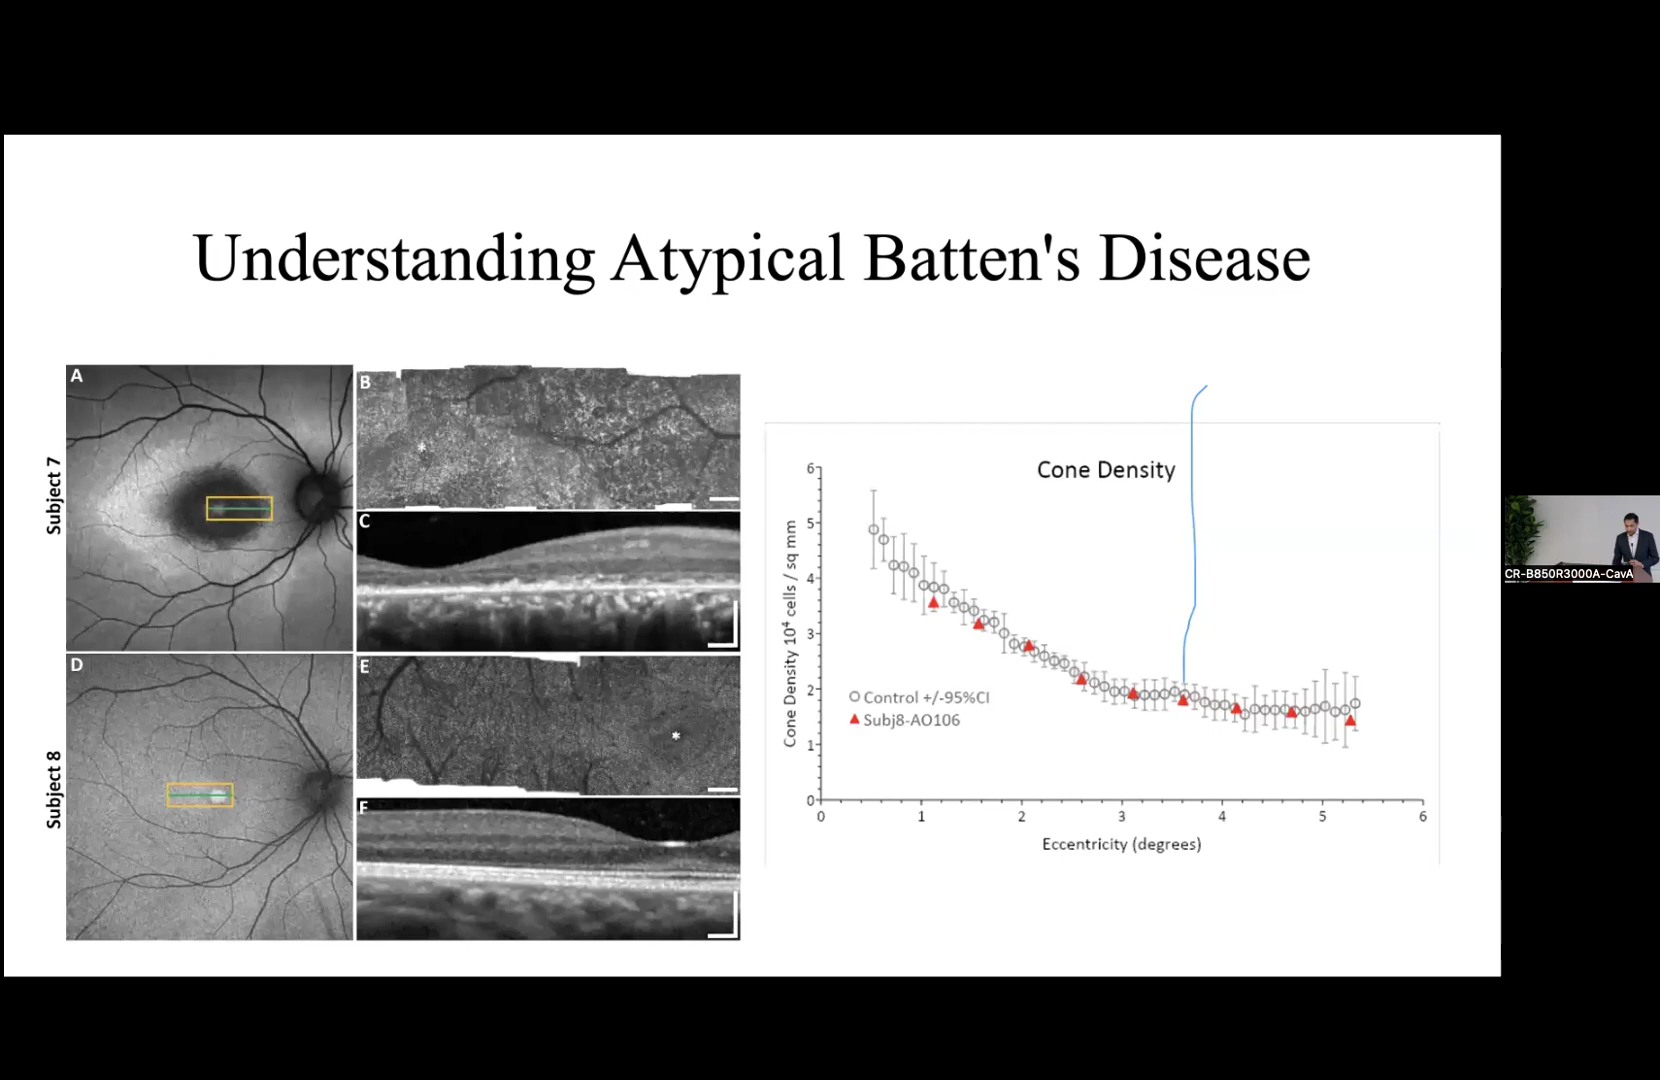 Understanding Atypical Batten's Disease
Subject 7
A
B
*
C
Subject 8
D
E
*
F
Cone Density
Cone Density 10⁴ cells / sq mm
6
5
4
3
2
1
0
Control +/-95%CI
Subj8-AO106
0 1 2 3 4 5 6
Eccentricity (degrees)
CR-B850R3000A-CavA